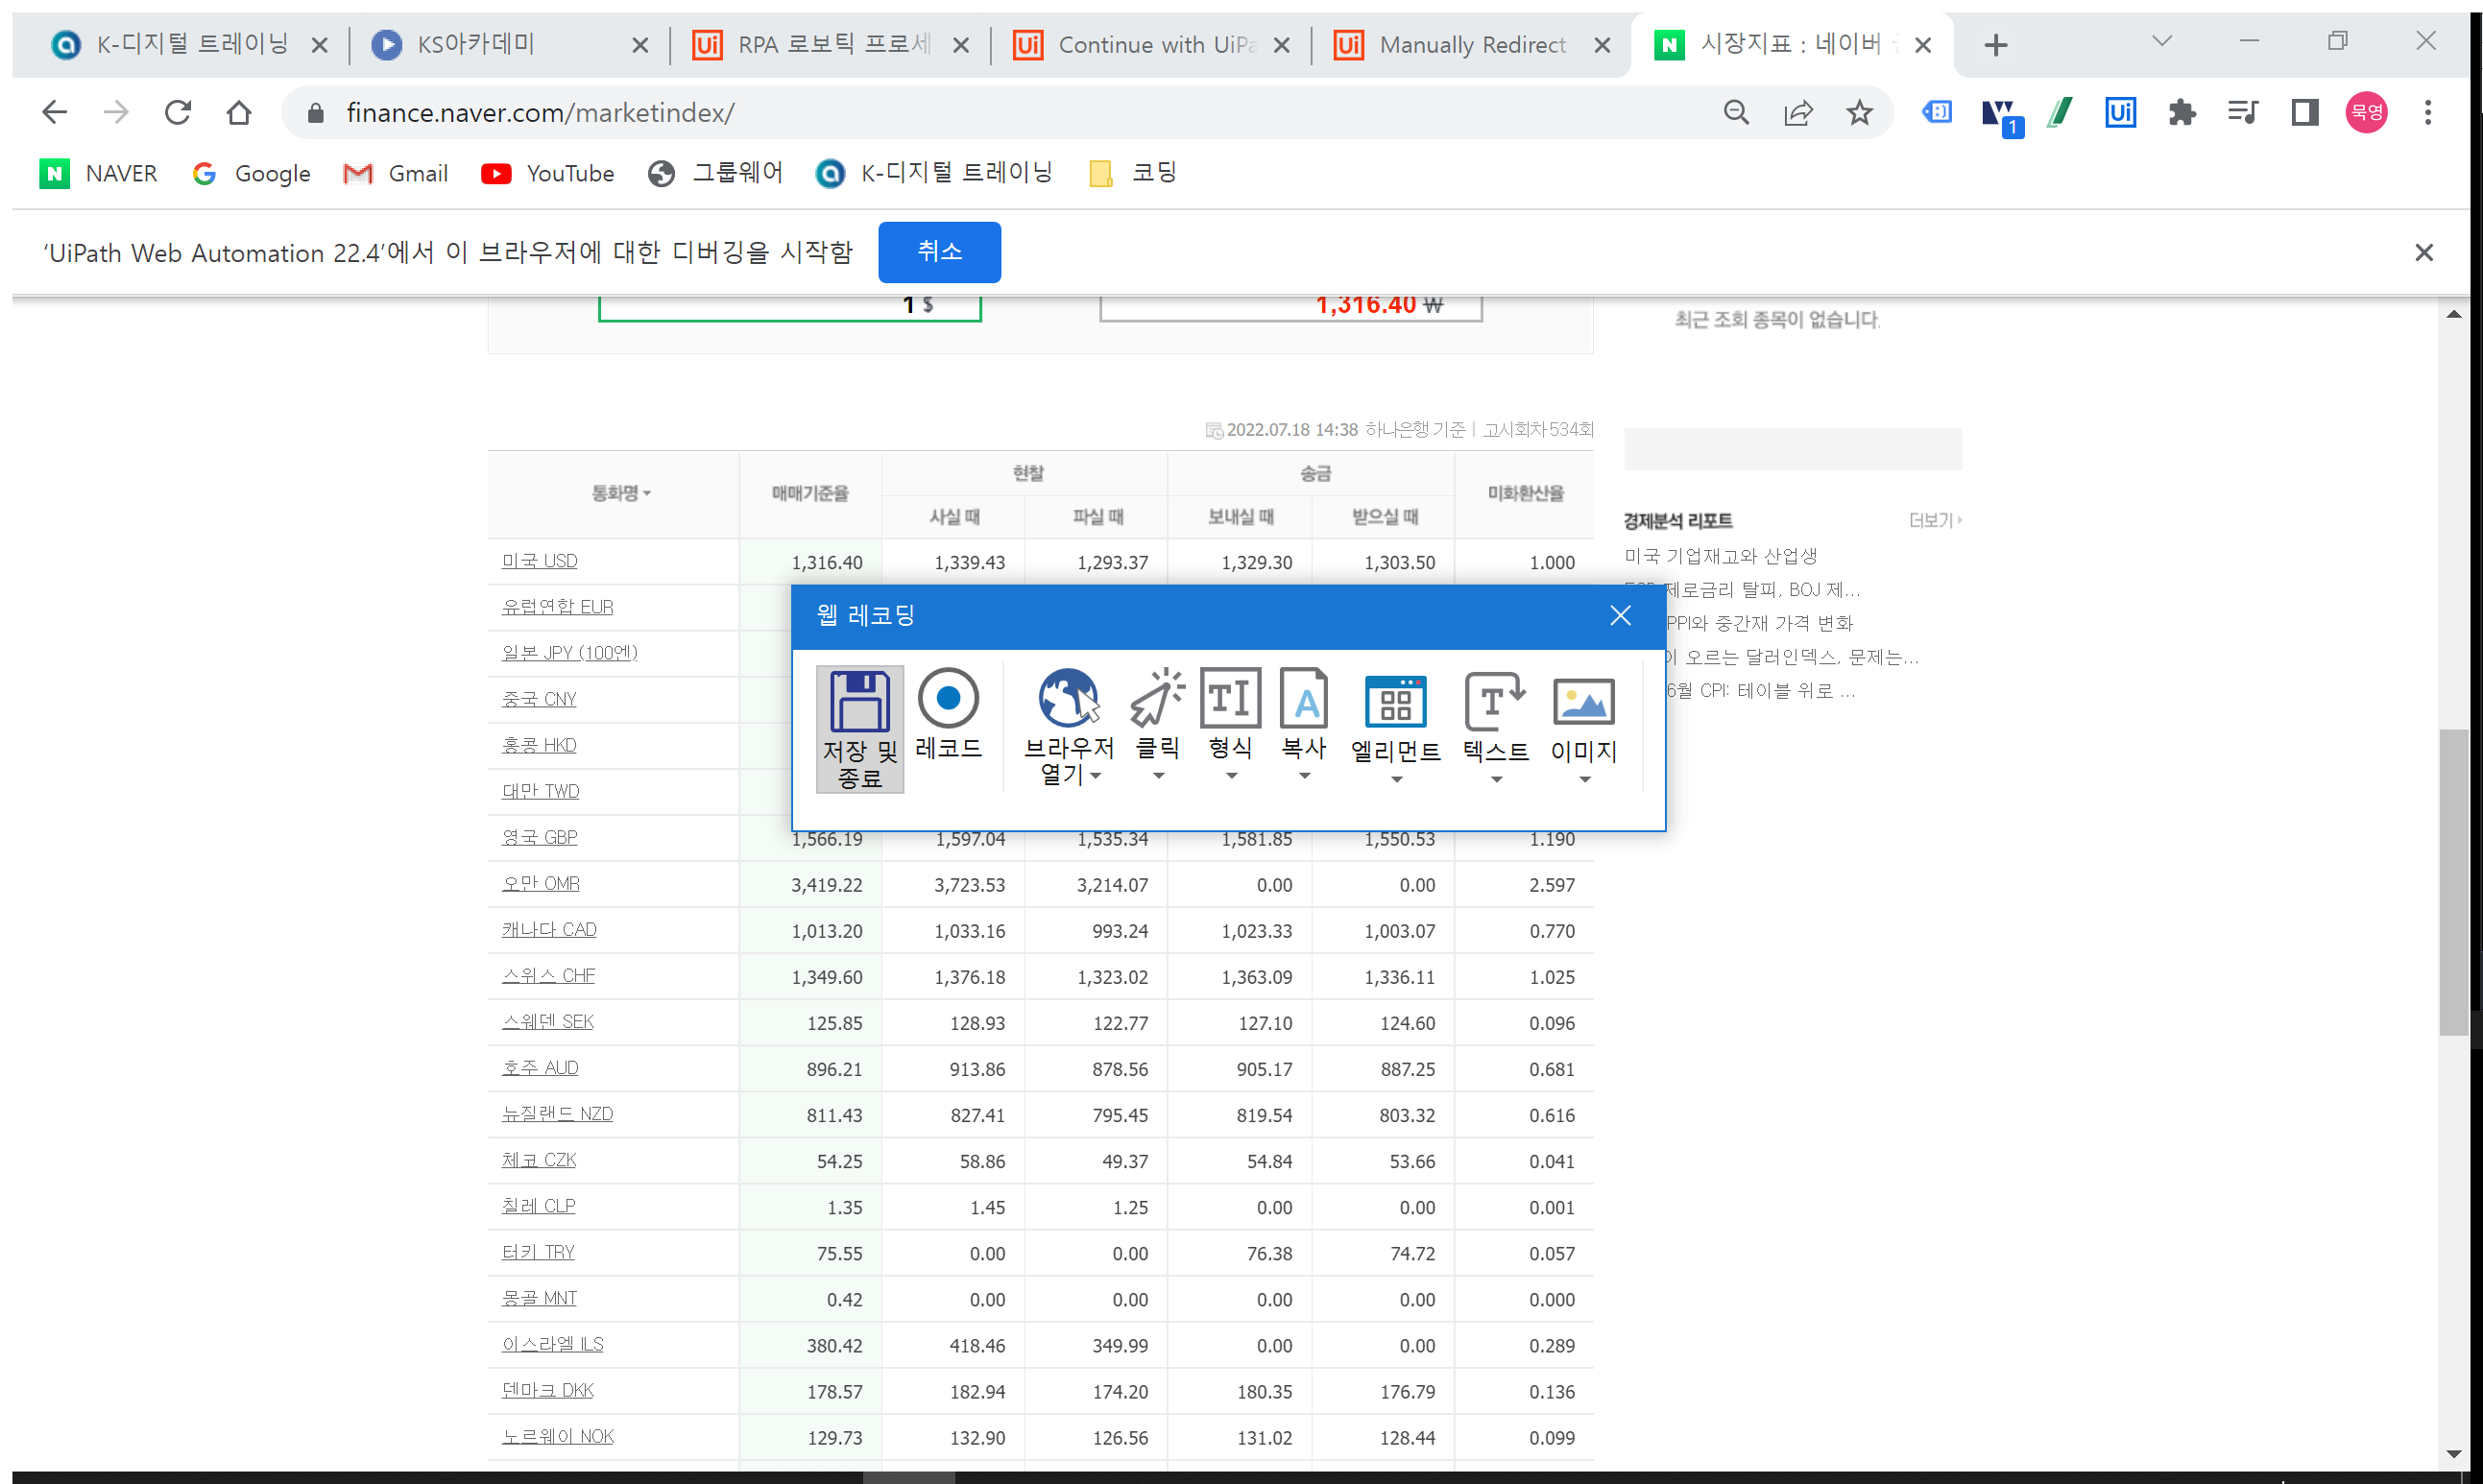 K-디지털 트레이닝
KS아카데미
RPA 로보틱 프로세
Continue with UiPa
Manually Redirect
시장지표 : 네이버
finance.naver.com/marketindex/
1
묵영
NAVER
Google
Gmail
YouTube
그룹웨어
K-디지털 트레이닝
코딩
'UiPath Web Automation 22.4'에서 이 브라우저에 대한 디버깅을 시작함
취소
1 $
1,316.40 ₩
최근 조회 종목이 없습니다.
2022.07.18 14:38 하나은행 기준 | 고시회차 534회
통화명 매매기준율 현찰 송금 미화환산율
사실 때 파실 때 보내실 때 받으실 때
미국 USD 1,316.40 1,339.43 1,293.37 1,329.30 1,303.50 1.000
유럽연합 EUR
일본 JPY (100엔)
중국 CNY
홍콩 HKD
대만 TWD
영국 GBP 1,566.19 1,597.04 1,535.34 1,581.85 1,550.53 1.190
오만 OMR 3,419.22 3,723.53 3,214.07 0.00 0.00 2.597
캐나다 CAD 1,013.20 1,033.16 993.24 1,023.33 1,003.07 0.770
스위스 CHF 1,349.60 1,376.18 1,323.02 1,363.09 1,336.11 1.025
스웨덴 SEK 125.85 128.93 122.77 127.10 124.60 0.096
호주 AUD 896.21 913.86 878.56 905.17 887.25 0.681
뉴질랜드 NZD 811.43 827.41 795.45 819.54 803.32 0.616
체코 CZK 54.25 58.86 49.37 54.84 53.66 0.041
칠레 CLP 1.35 1.45 1.25 0.00 0.00 0.001
터키 TRY 75.55 0.00 0.00 76.38 74.72 0.057
몽골 MNT 0.42 0.00 0.00 0.00 0.00 0.000
이스라엘 ILS 380.42 418.46 349.99 0.00 0.00 0.289
덴마크 DKK 178.57 182.94 174.20 180.35 176.79 0.136
노르웨이 NOK 129.73 132.90 126.56 131.02 128.44 0.099
웹 레코딩
저장 및
종료
레코드
브라우저
열기
클릭
형식
복사
엘리먼트
텍스트
이미지
경제분석 리포트 더보기
미국 기업재고와 산업생
제로금리 탈피, BOJ 제...
PPI와 중간재 가격 변화
오르는 달러인덱스, 문제는...
6월 CPI: 테이블 위로 ...